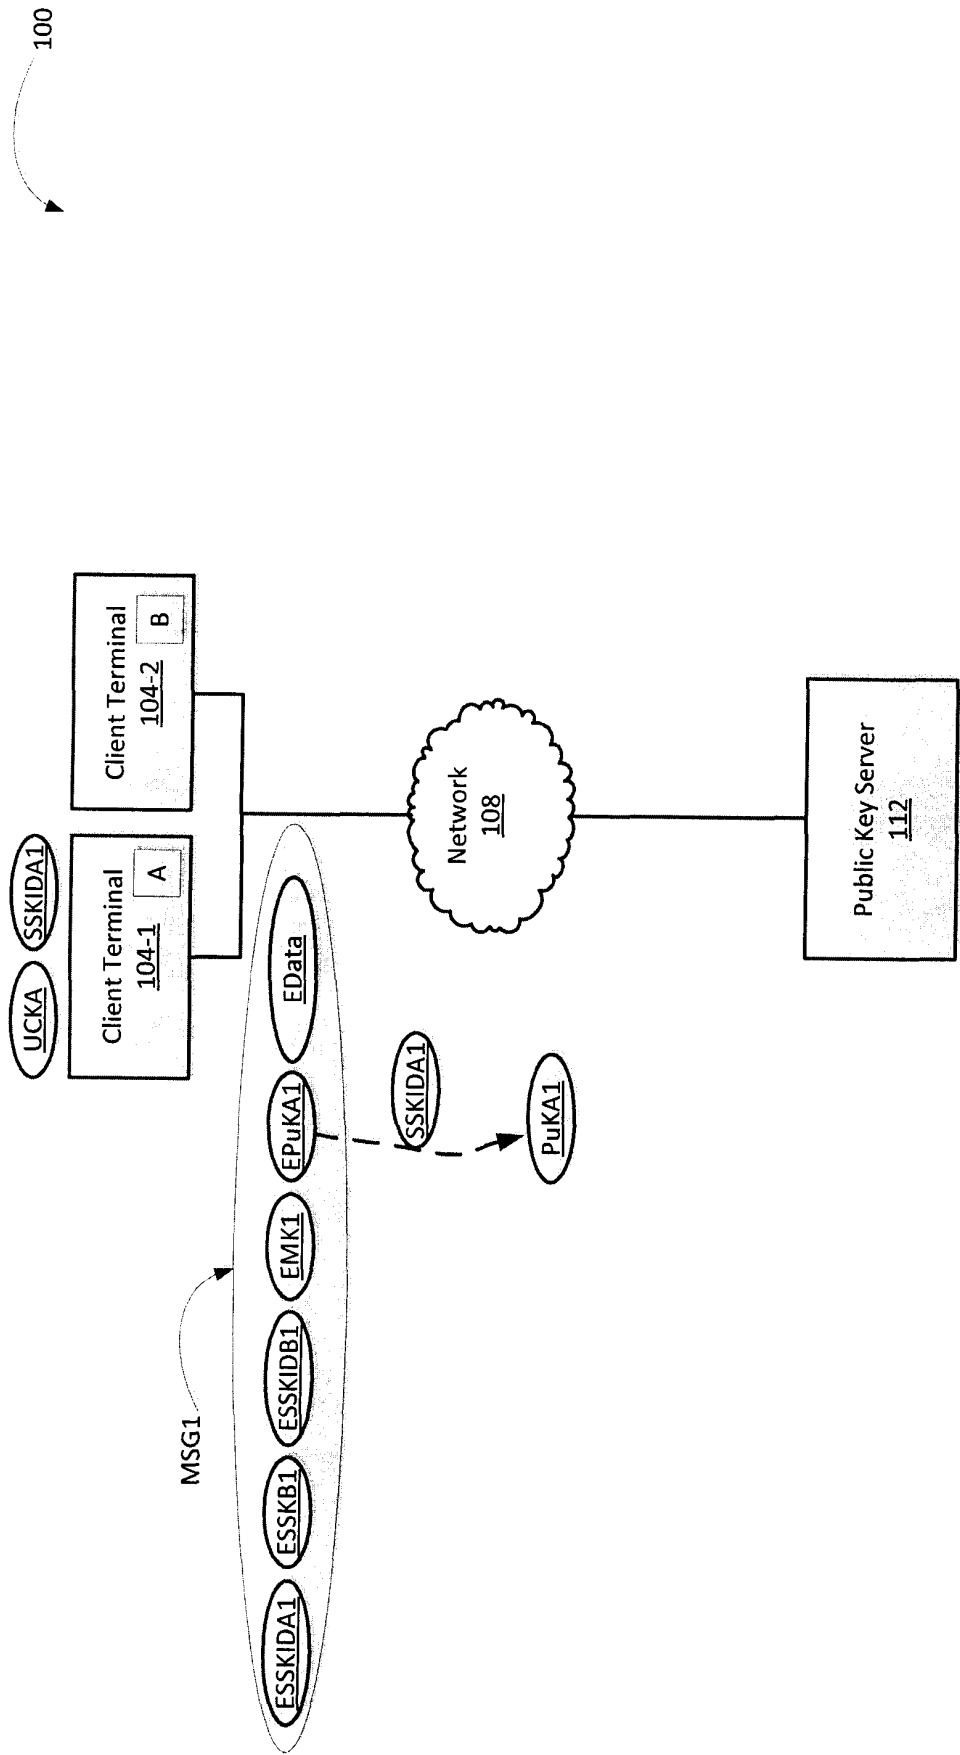 100
UCKA
SSKIDA1
Client Terminal
104-1
A
Client Terminal
104-2
B
MSG1
ESSKIDA1
ESSKB1
ESSKIDB1
EMK1
EPuKA1
EData
SSKIDA1
PuKA1
Network
108
Public Key Server
112